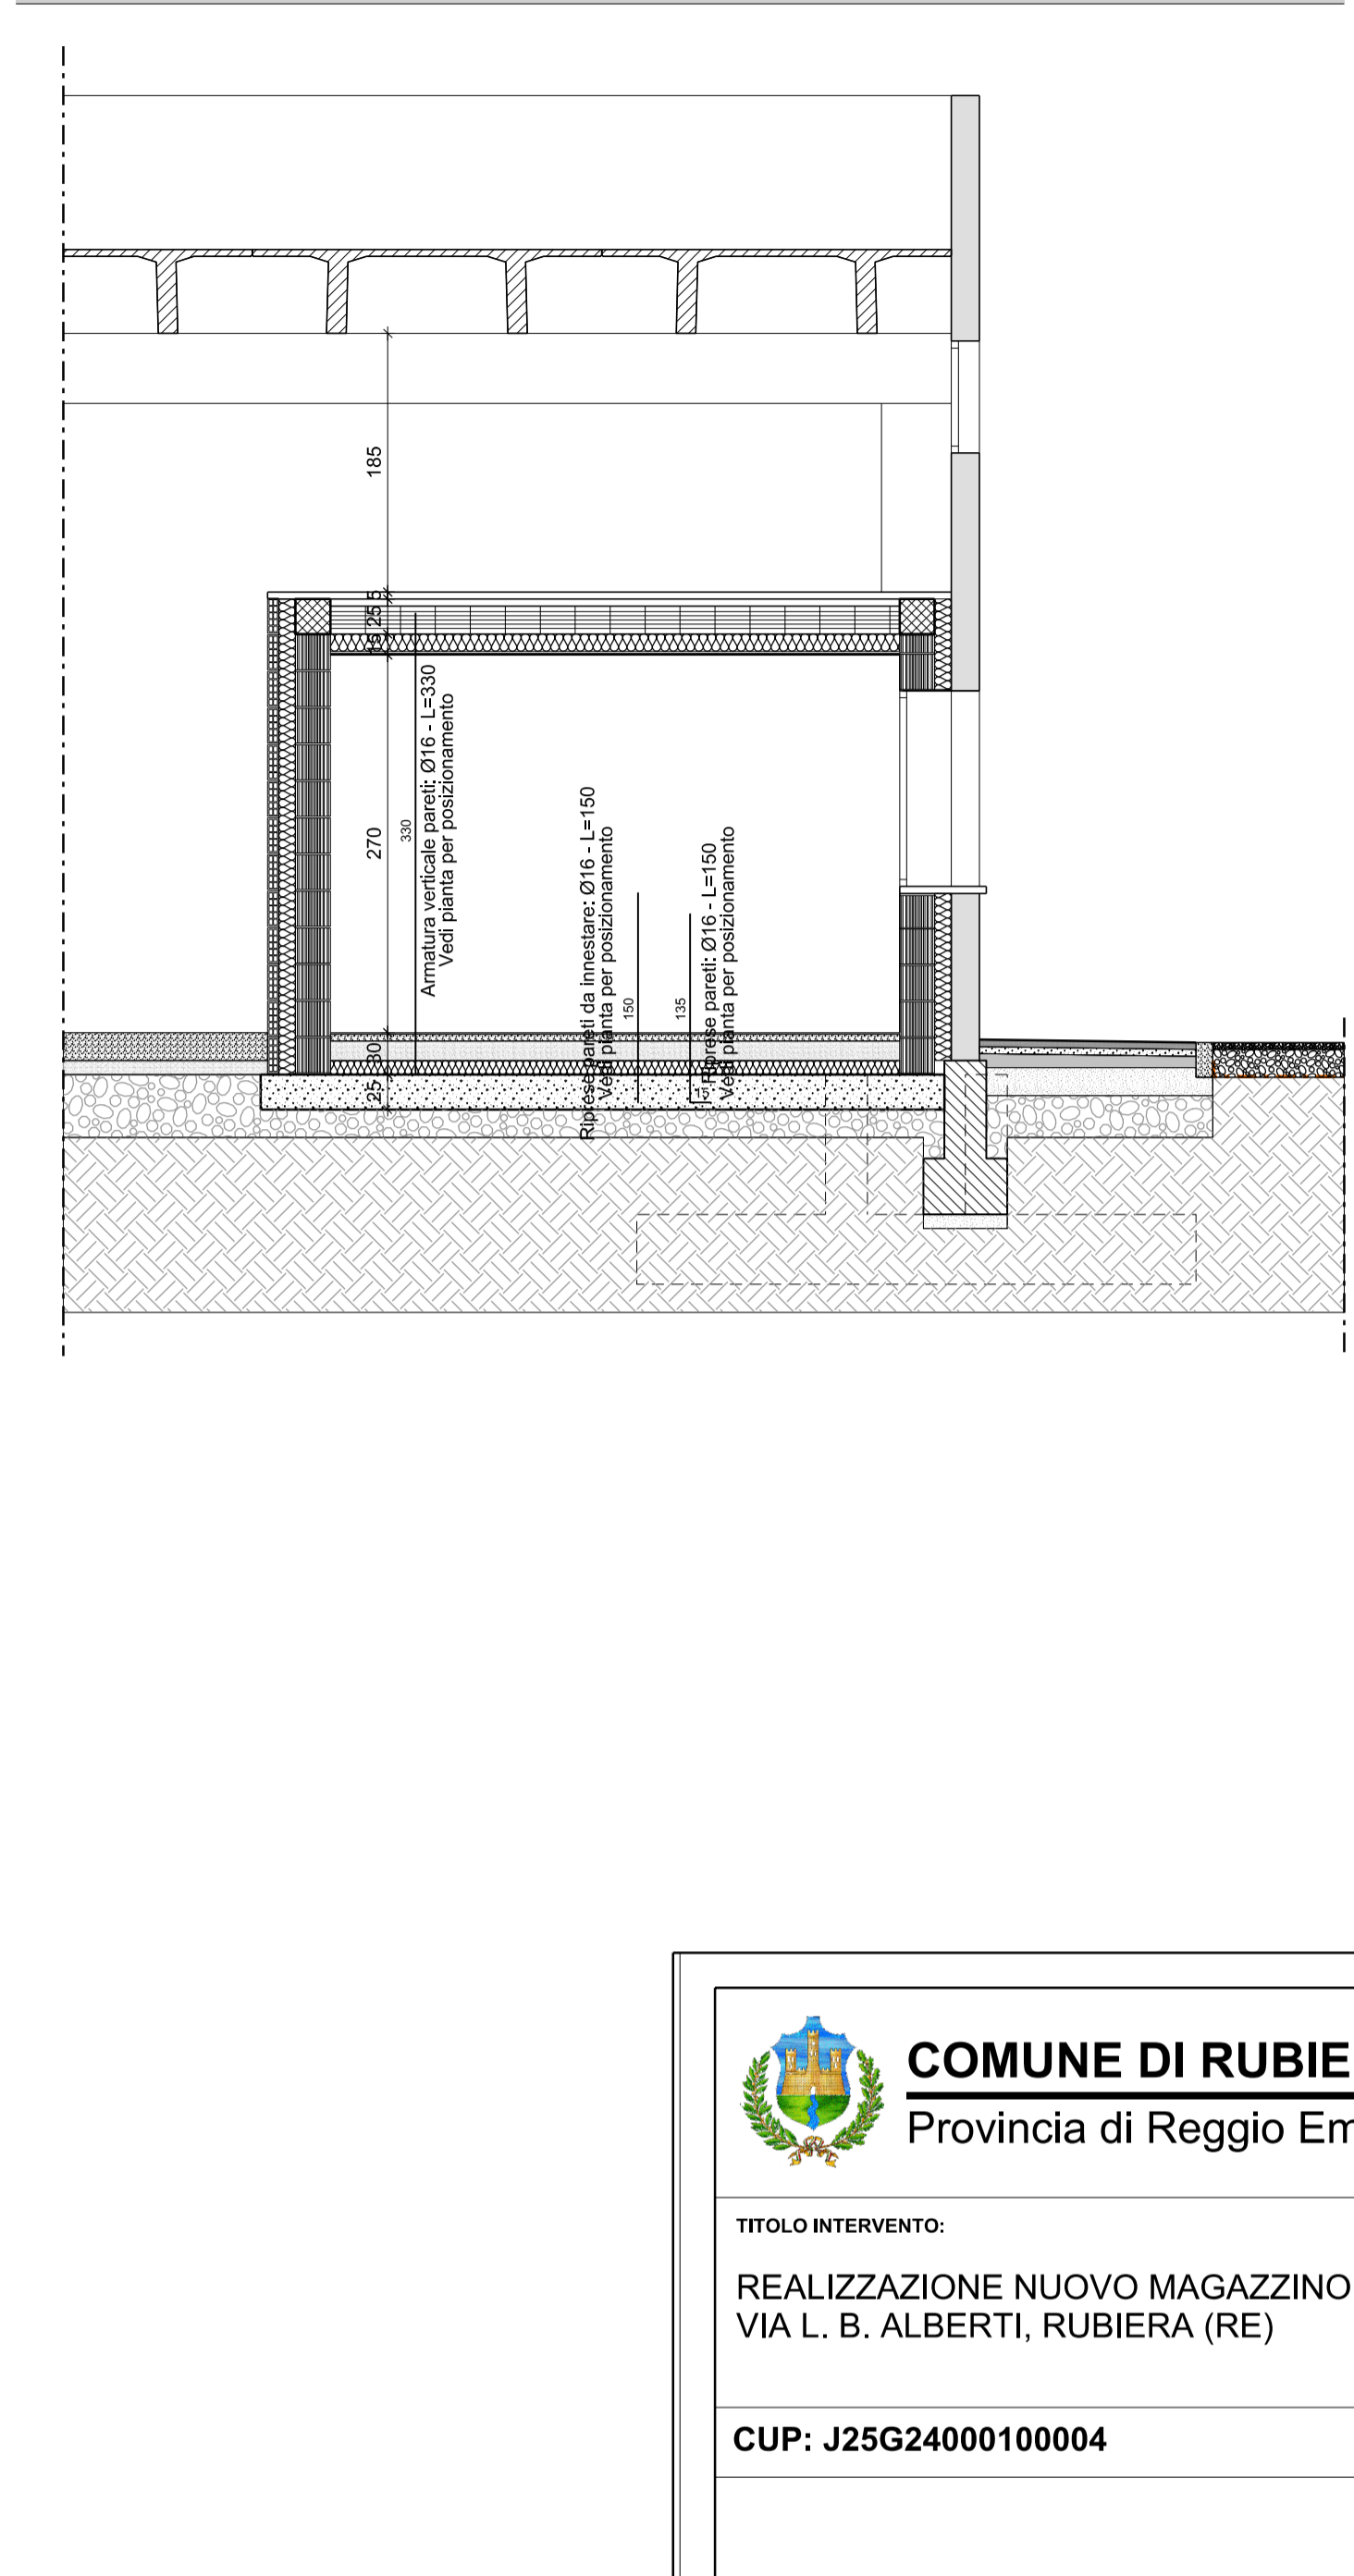 185
5
25
15
270
30
25
330
Armatura verticale pareti: Ø16 - L=330
Vedi pianta per posizionamento
Riprese pareti da innestare: Ø16 - L=150
Vedi pianta per posizionamento
150
135
Riprese pareti: Ø16 - L=150
Vedi pianta per posizionamento
COMUNE DI RUBIE
Provincia di Reggio Em
TITOLO INTERVENTO:
REALIZZAZIONE NUOVO MAGAZZINO
VIA L. B. ALBERTI, RUBIERA (RE)
CUP: J25G24000100004